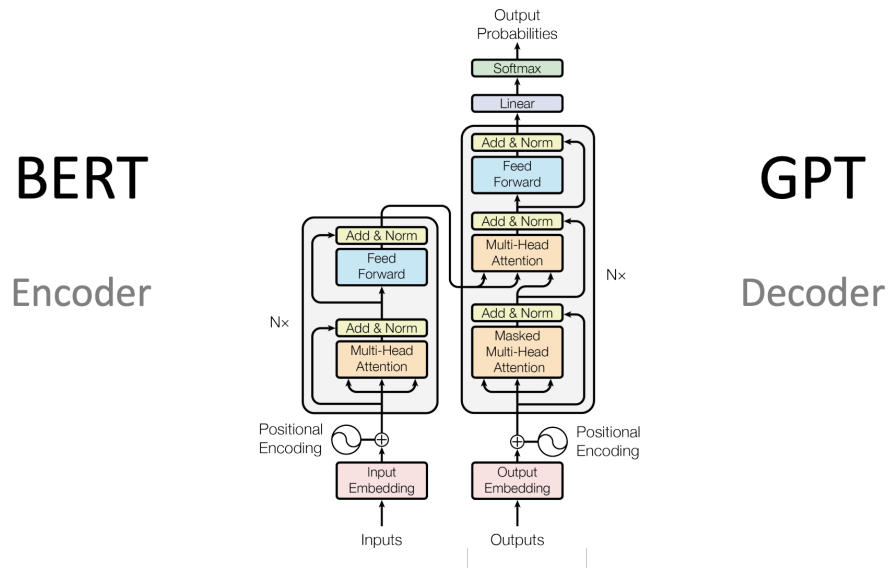 BERT
Encoder
Output
Probabilities
Softmax
Linear
Add & Norm
Feed
Forward
Add & Norm
Multi-Head
Attention
Add & Norm
Masked
Multi-Head
Attention
Nx
Add & Norm
Feed
Forward
Add & Norm
Multi-Head
Attention
Nx
Positional
Encoding
Input
Embedding
Inputs
Positional
Encoding
Output
Embedding
Outputs
GPT
Decoder